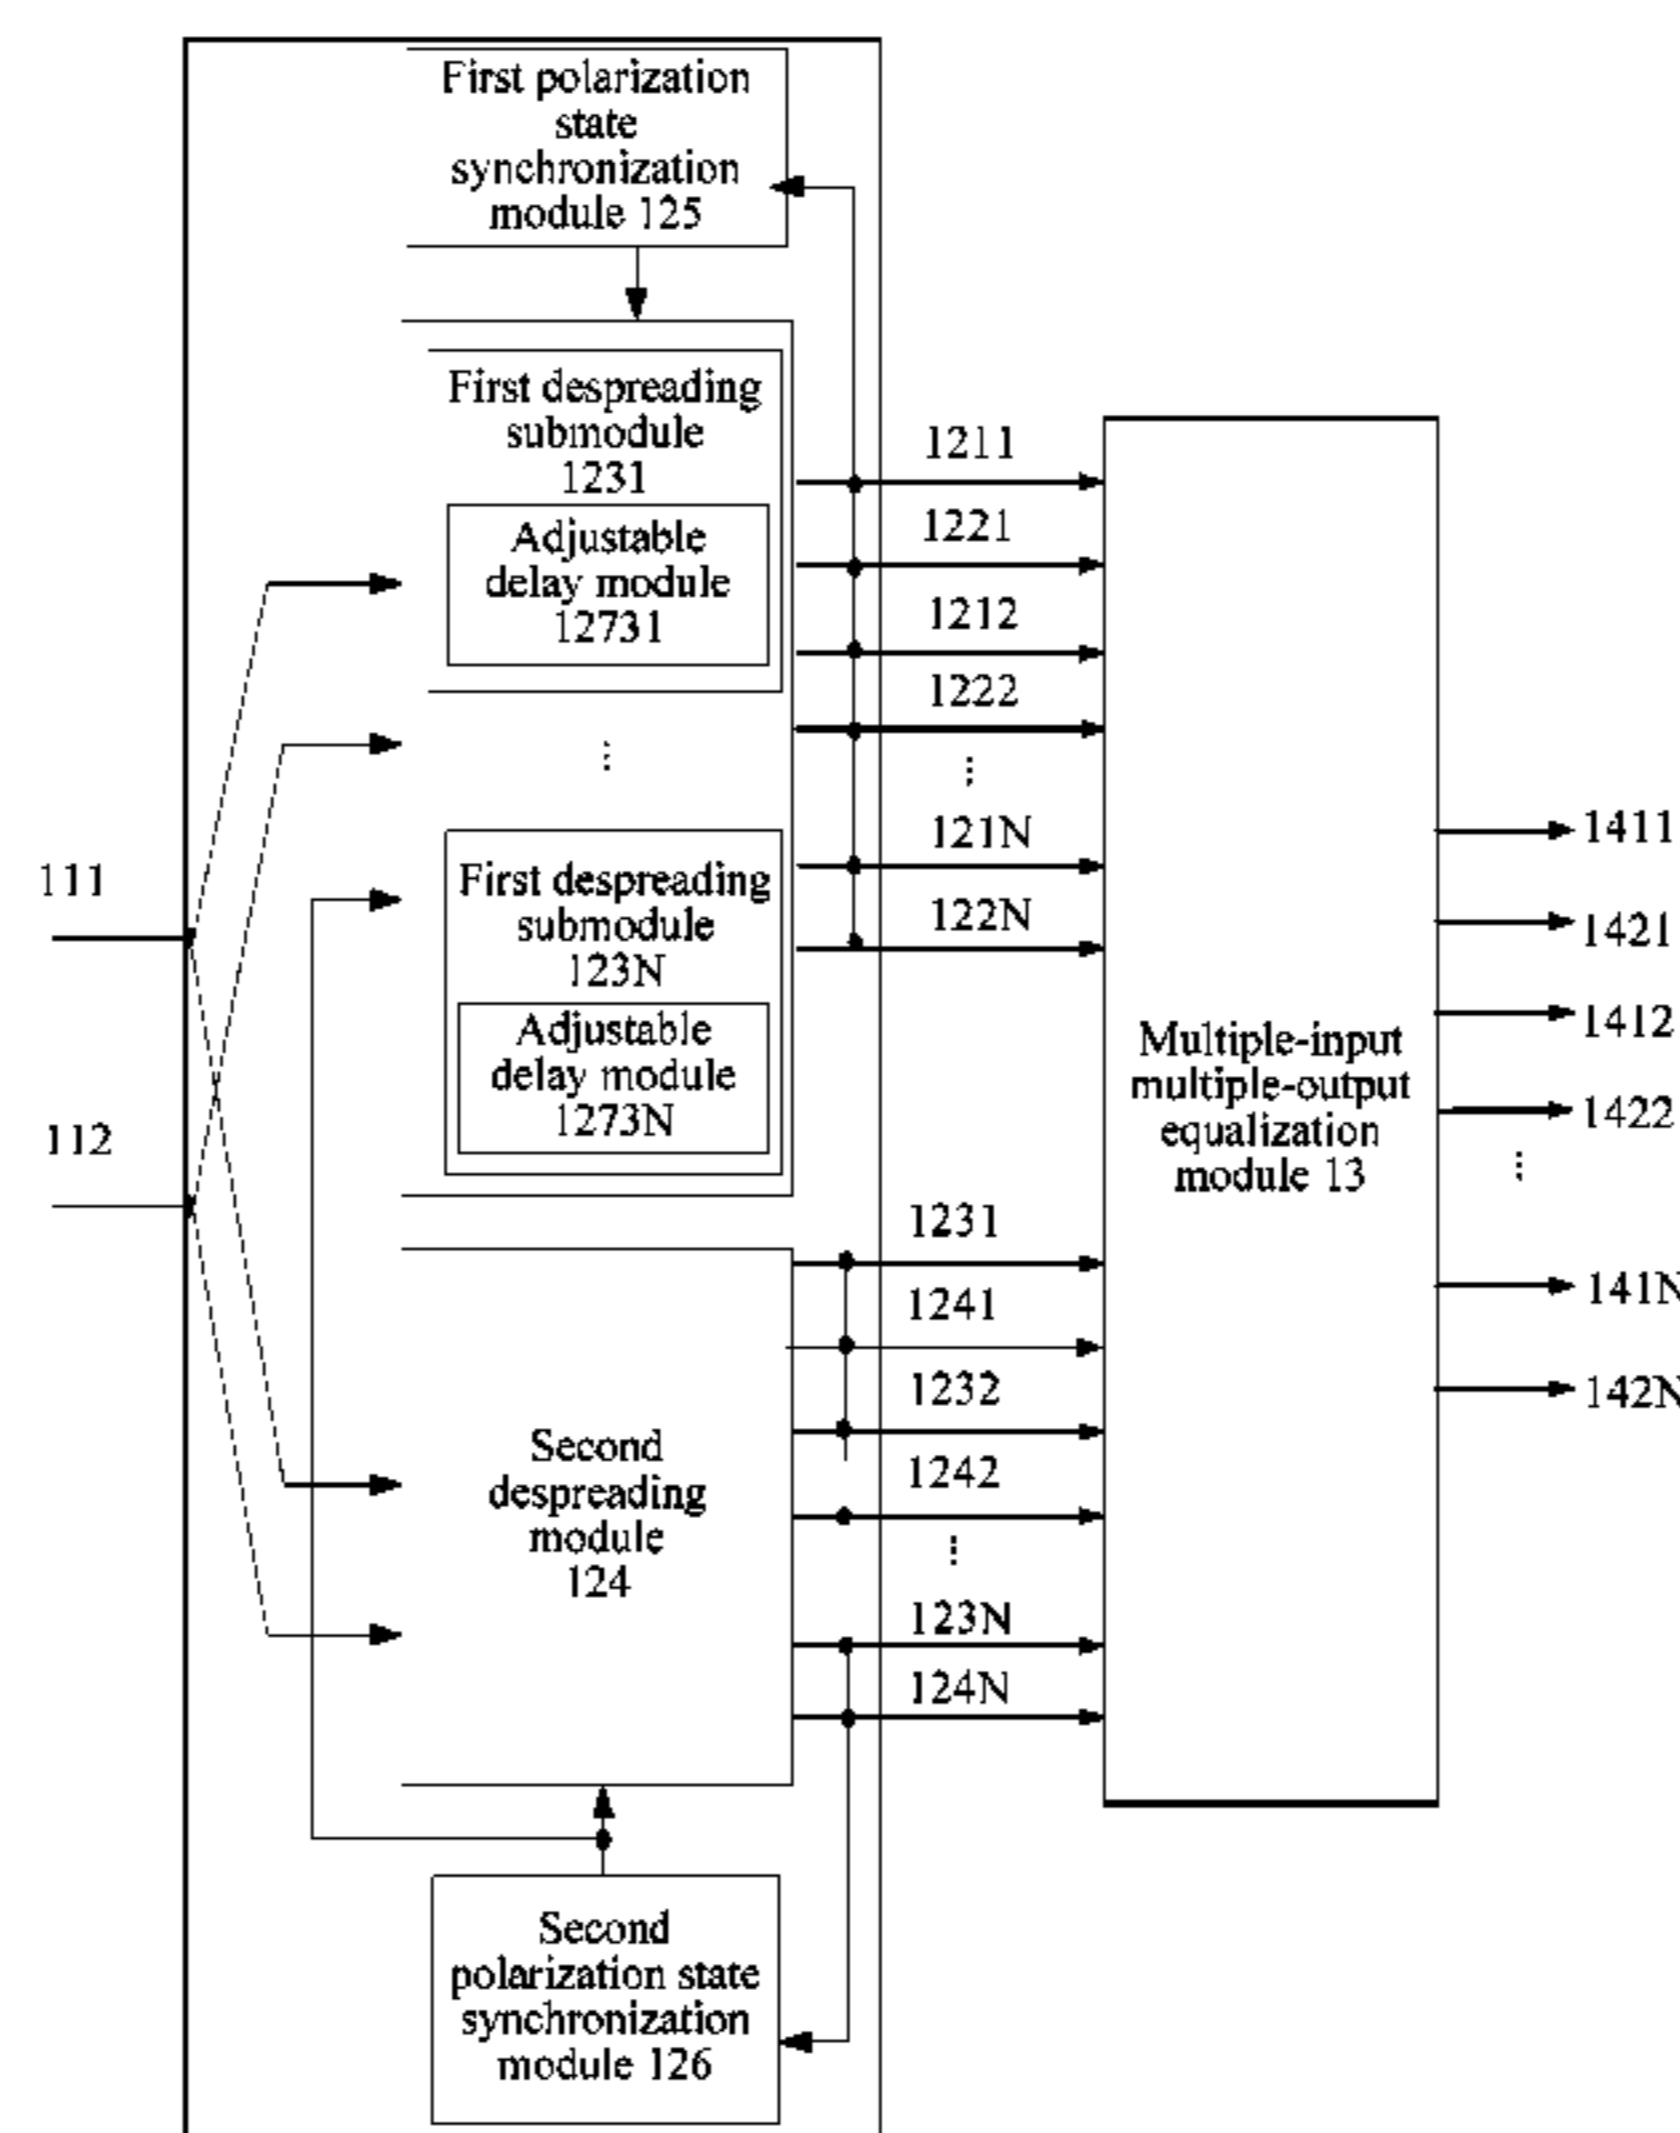 First polarization
state
synchronization
module 125
First despreading
submodule
1231
Adjustable
delay module
12731
⋮
First despreading
submodule
123N
Adjustable
delay module
1273N
111
112
Second
despreading
module
124
Second
polarization state
synchronization
module 126
1211
1221
1212
1222
⋮
121N
122N
1231
1241
1232
1242
⋮
123N
124N
Multiple-input
multiple-output
equalization
module 13
1411
1421
1412
1422
⋮
141N
142N